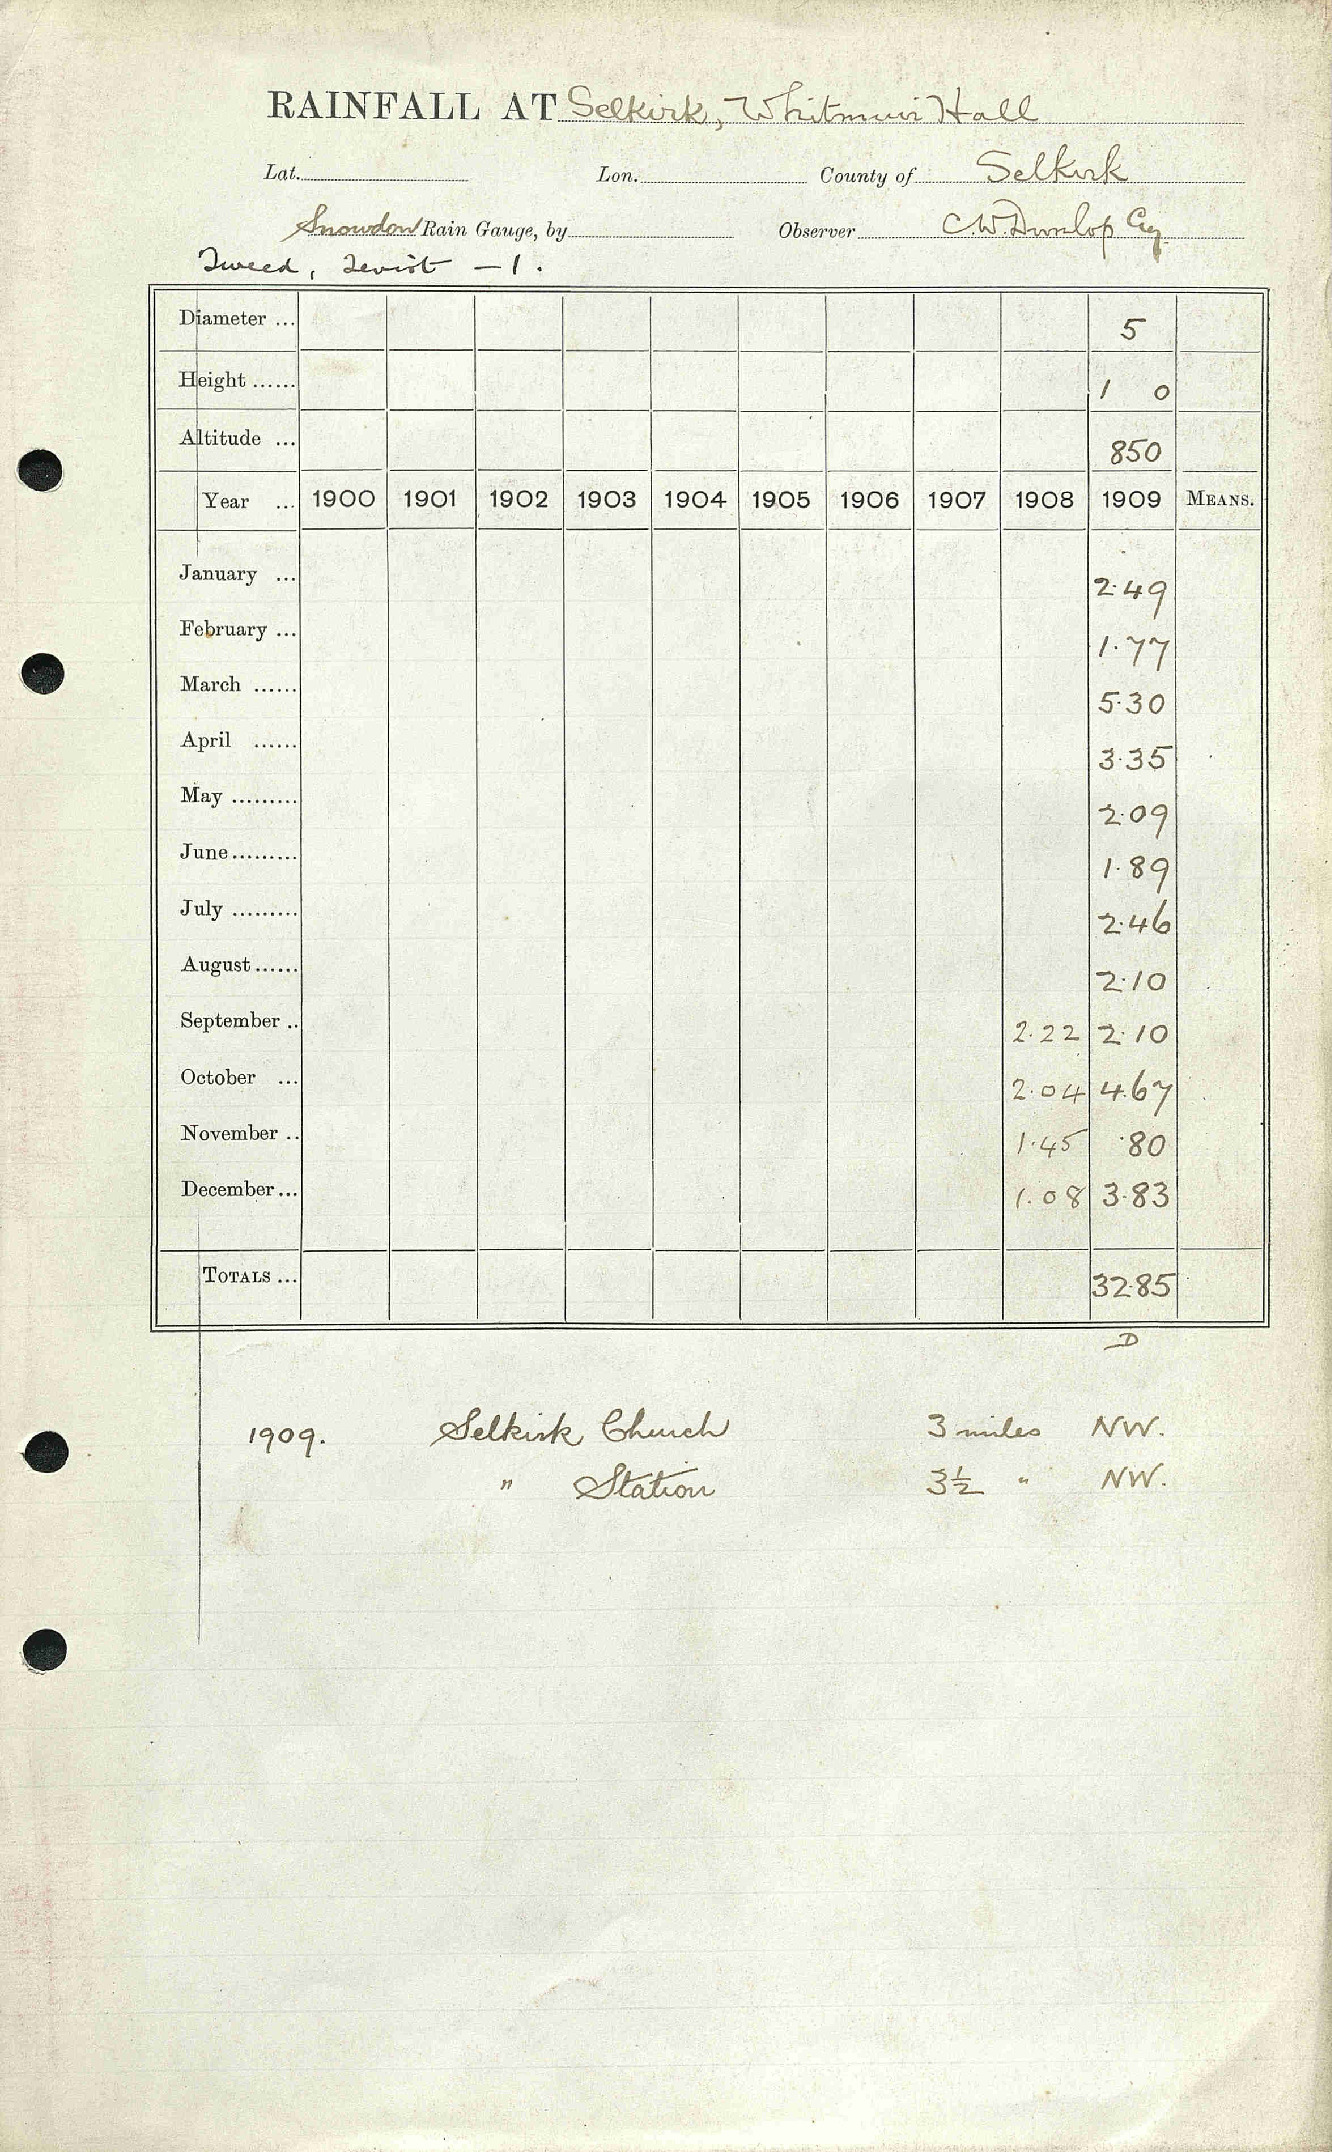 RAINFALL AT Selkirk, Whitmuir Hall
Lat. Lon. County of Selkirk
Snowdon Rain Gauge, by Observer C.W. Dunlop Esq
Tweed, Teviot — 1.
Diameter ... 5
Height ...... 1 0
Altitude ... 850
Year ... 1900 1901 1902 1903 1904 1905 1906 1907 1908 1909 MEANS.
January ... 2.49
February ... 1.77
March ...... 5.30
April ...... 3.35
May ......... 2.09
June ......... 1.89
July ......... 2.46
August ...... 2.10
September .. 2.22 2.10
October ... 2.04 4.67
November .. 1.45 .80
December ... 1.08 3.83
TOTALS ... 32.85
D
1909. Selkirk Church 3 miles NW.
" Station 3½ " NW.